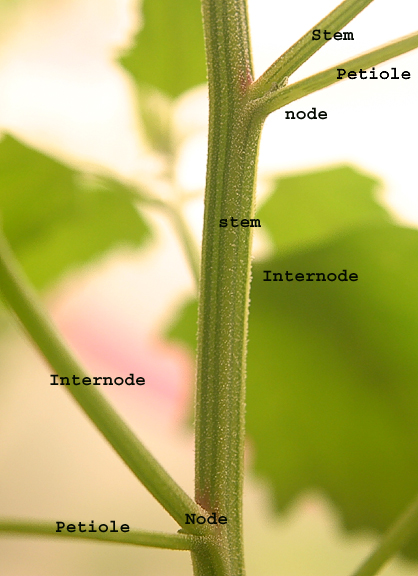 Stem
Petiole
node
stem
Internode
Internode
Node
Petiole